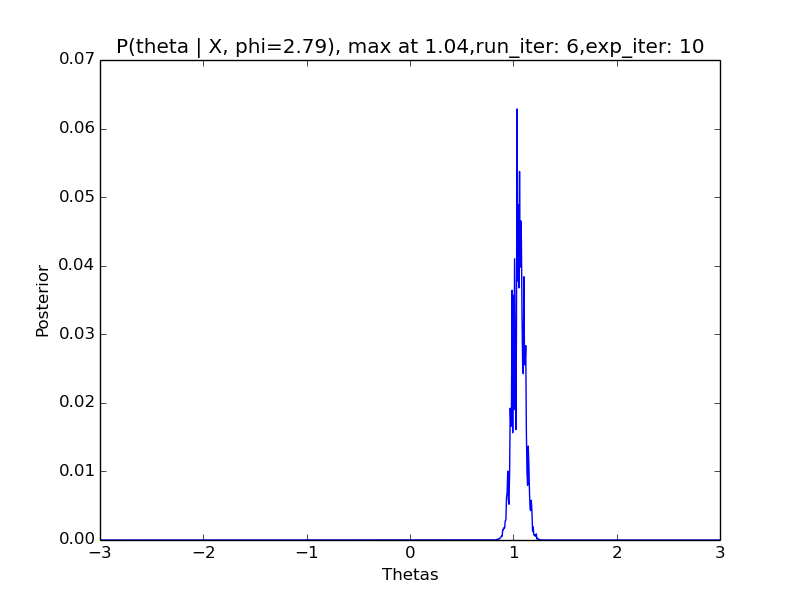 P(theta | X, phi=2.79), max at 1.04,run_iter: 6,exp_iter: 10
0.07
0.06
0.05
0.04
0.03
0.02
0.01
0.00
Posterior
−3 −2 −1 0 1 2 3
Thetas